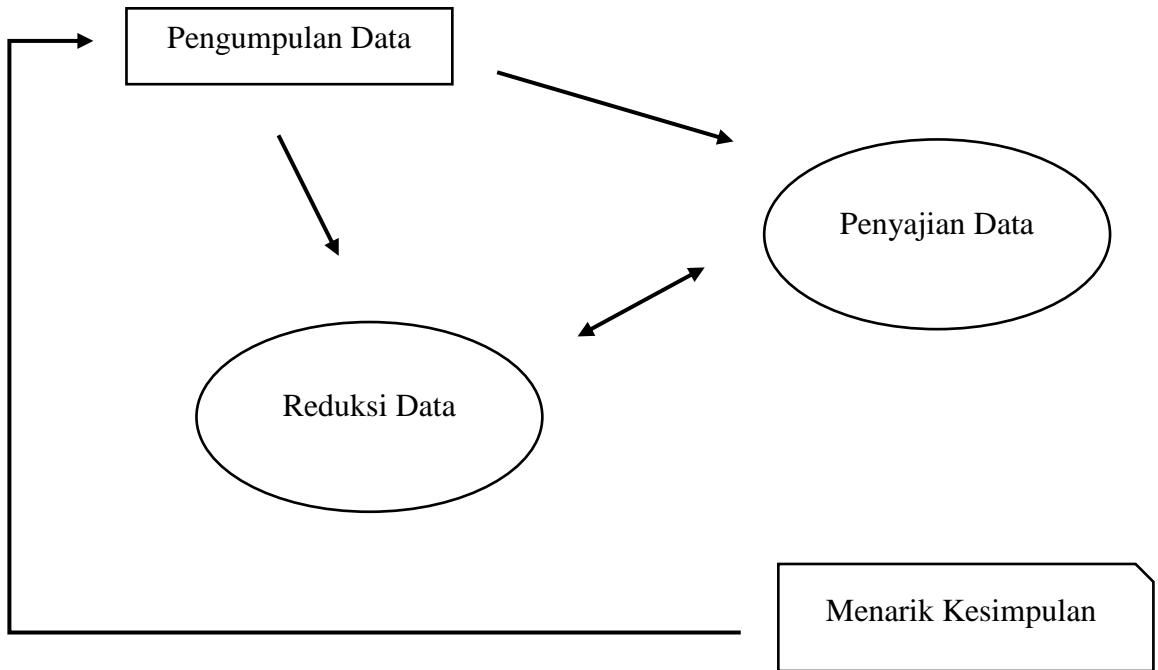 Pengumpulan Data
Penyajian Data
Reduksi Data
Menarik Kesimpulan